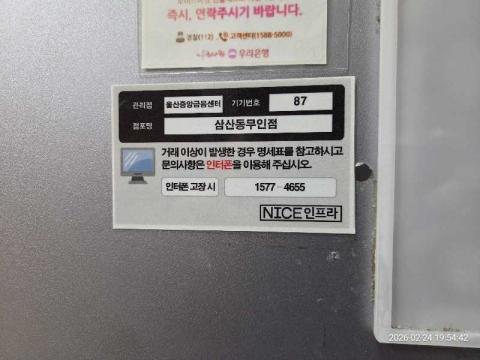 즉시, 연락주시기 바랍니다.
경찰(112) 고객센터(1588-5000)
우리은행
관리점 울산중앙금융센터 기기번호 87
점포명 삼산동무인점
거래 이상이 발생한 경우 명세표를 참고하시고
문의사항은 인터폰을 이용해 주십시오.
인터폰 고장 시 1577-4655
NICE인프라
2026-02-24 19:54:42